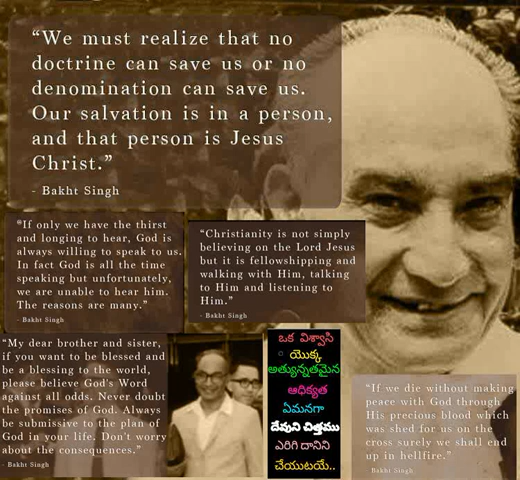 “We must realize that no
doctrine can save us or no
denomination can save us.
Our salvation is in a person,
and that person is Jesus
Christ.”
- Bakht Singh
“If only we have the thirst
and longing to hear, God is
always willing to speak to us.
In fact God is all the time
speaking but unfortunately,
we are unable to hear him.
The reasons are many.”
- Bakht Singh
“Christianity is not simply
believing on the Lord Jesus
but it is fellowshipping and
walking with Him, talking
to Him and listening to
Him.”
- Bakht Singh
“My dear brother and sister,
if you want to be blessed and
be a blessing to the world,
please believe God's Word
against all odds. Never doubt
the promises of God. Always
be submissive to the plan of
God in your life. Don't worry
about the consequences.”
- Bakht Singh
ఒక విశ్వాసి
యొక్క
అత్యున్నతమైన
ఆధిక్యత
ఏమనగా
దేవుని చిత్తము
ఎరిగి దానిని
చేయుటయే..
“If we die without making
peace with God through
His precious blood which
was shed for us on the
cross surely we shall end
up in hellfire.”
- Bakht Singh